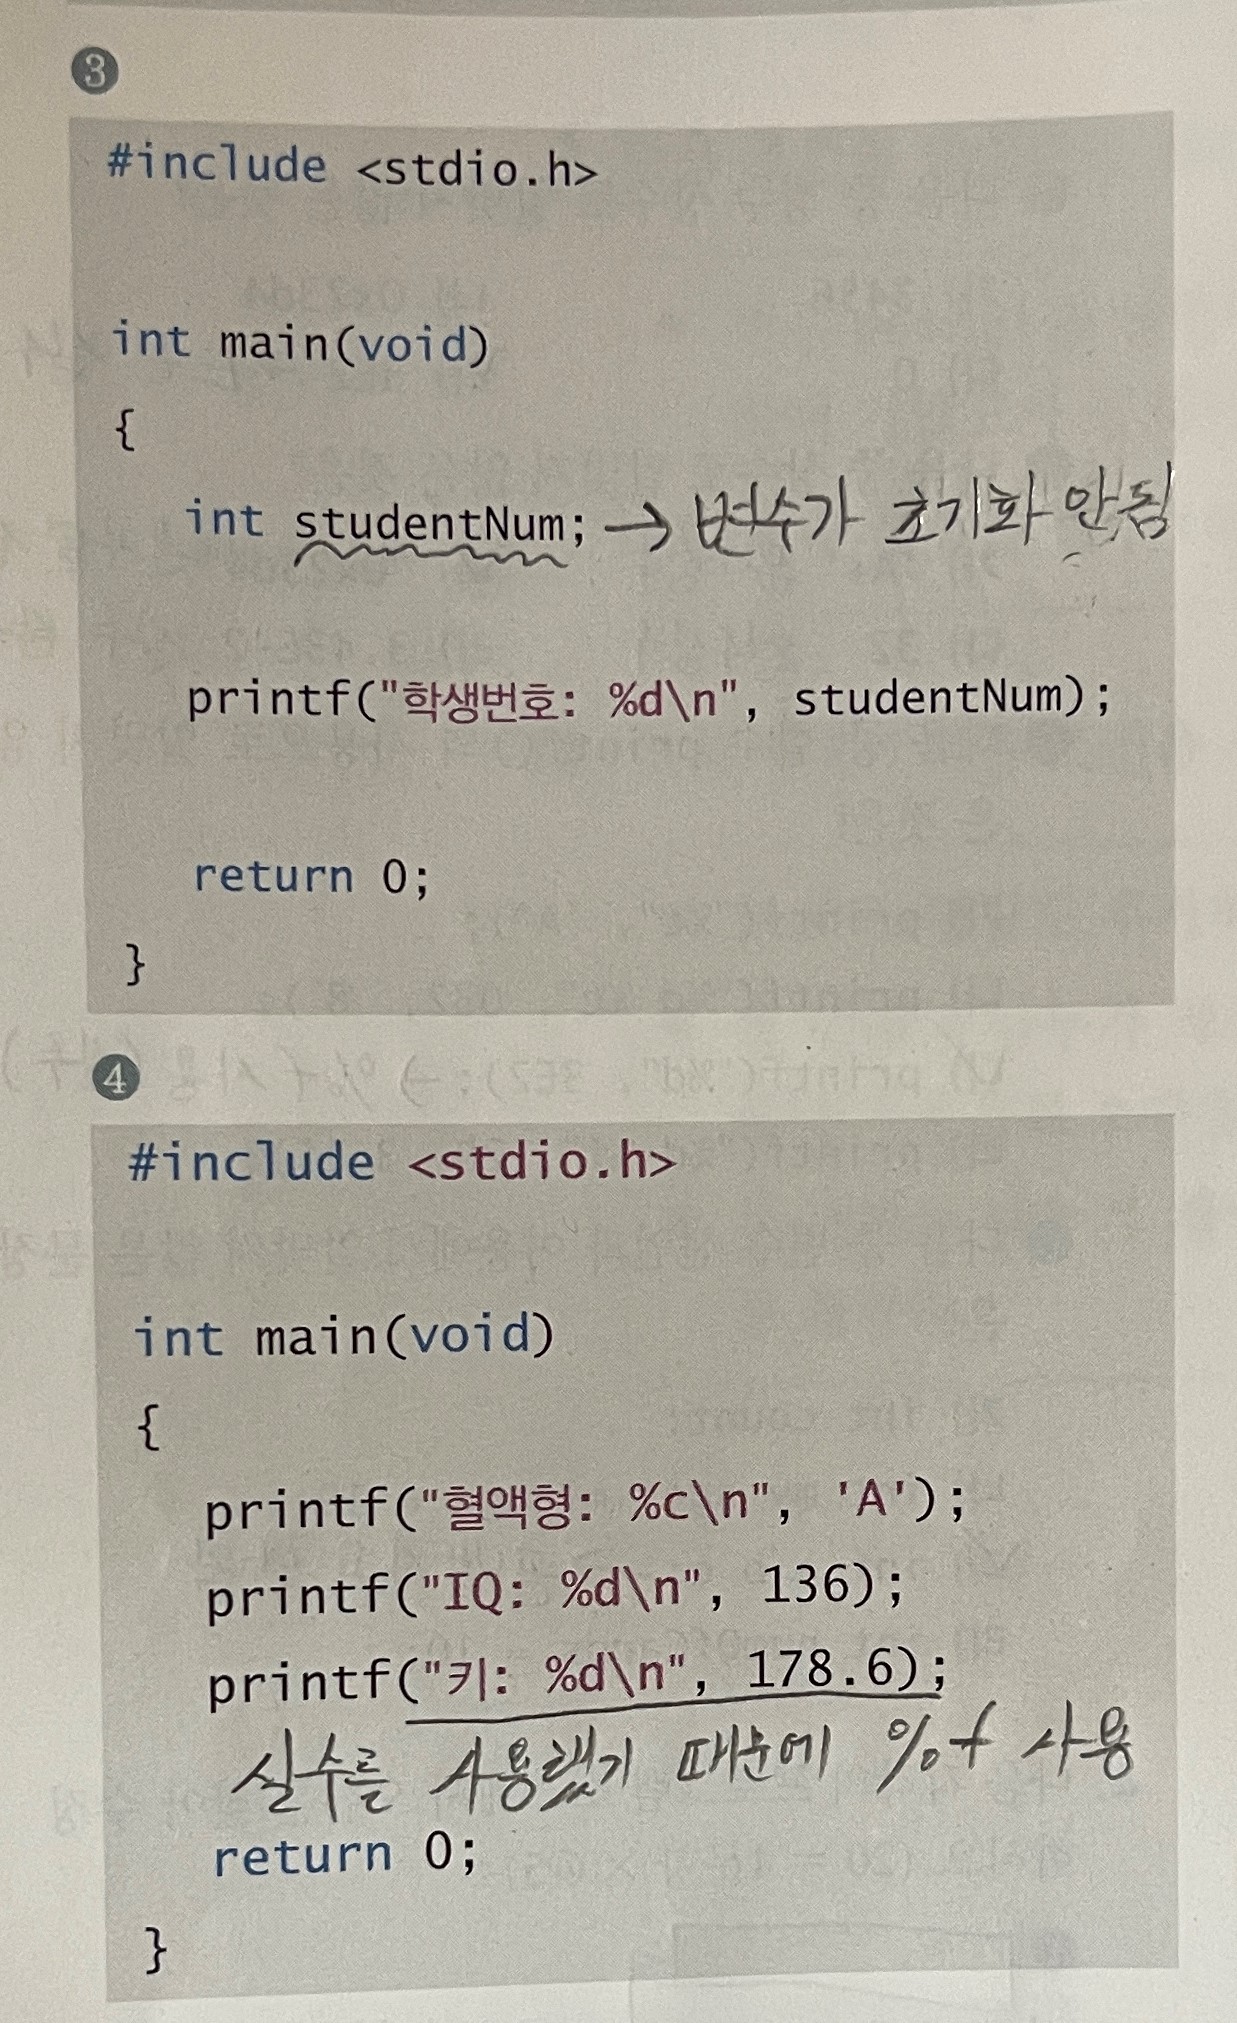 3
#include <stdio.h>
int main(void)
{
int studentNum; → 변수가 초기화 안됨
printf("학생번호: %d\n", studentNum);
return 0;
}
4
#include <stdio.h>
int main(void)
{
printf("혈액형: %c\n", 'A');
printf("IQ: %d\n", 136);
printf("키: %d\n", 178.6);
실수를 사용했기 때문에 %f 사용
return 0;
}